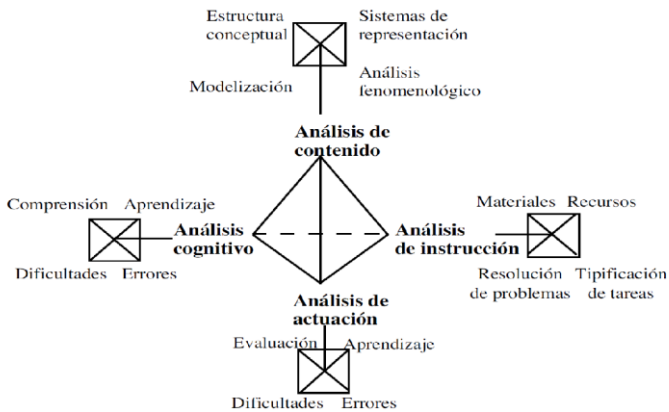 Estructura
conceptual
Sistemas de
representación
Modelización
Análisis
fenomenológico
Análisis de
contenido
Comprensión
Aprendizaje
Dificultades
Errores
Análisis
cognitivo
Análisis
de instrucción
Materiales
Recursos
Resolución
de problemas
Tipificación
de tareas
Análisis de
actuación
Evaluación
Aprendizaje
Dificultades
Errores